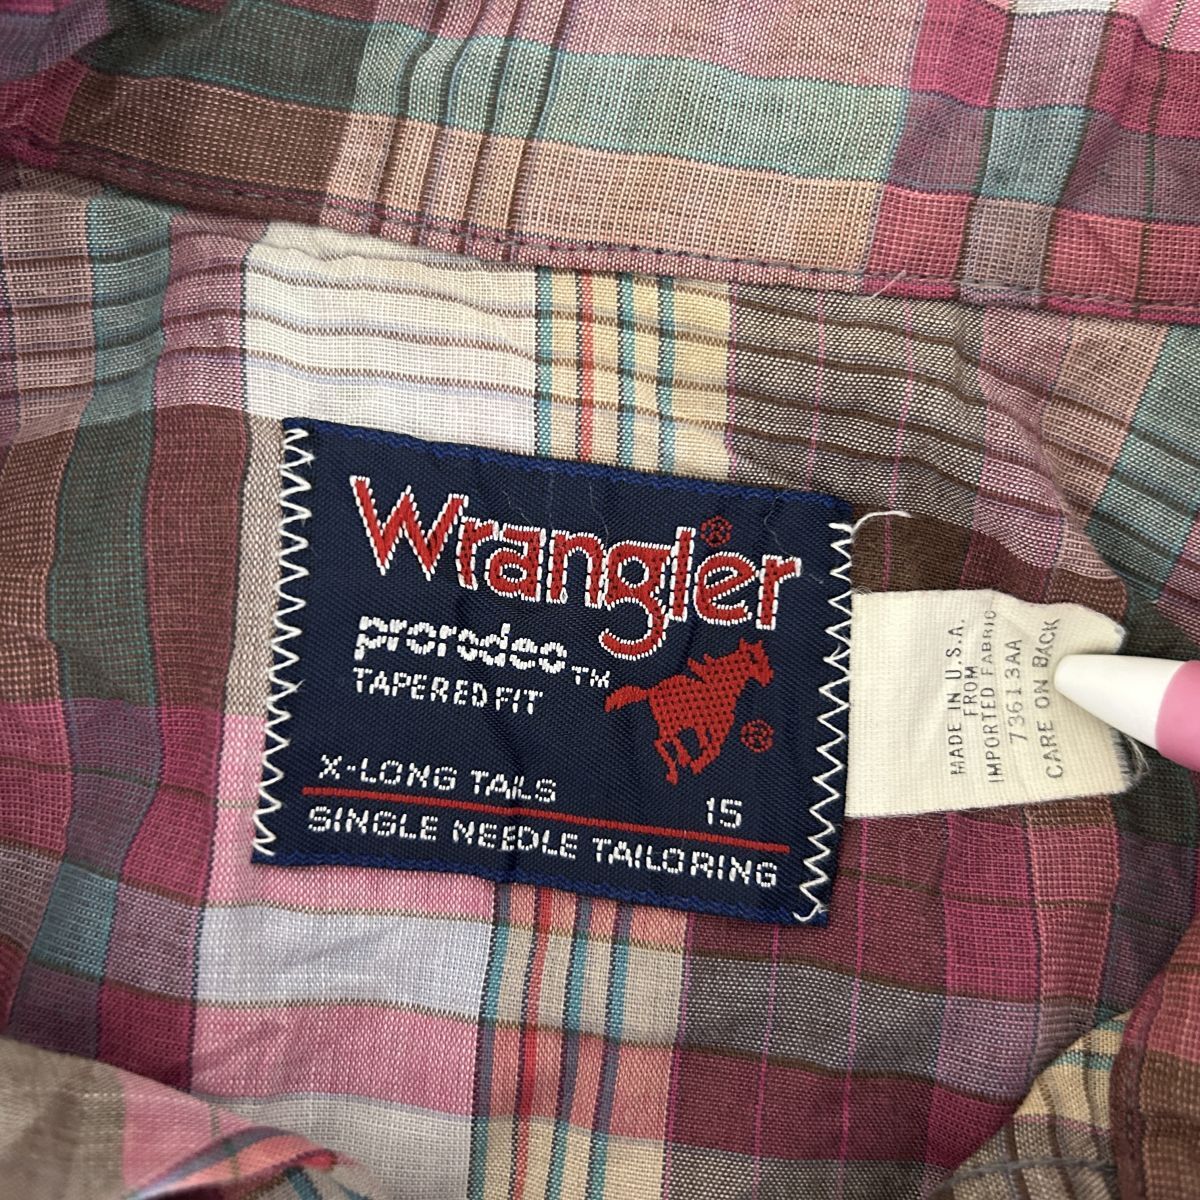 Wrangler®
prorodeo™
TAPERED FIT
®
X-LONG TAILS 15
SINGLE NEEDLE TAILORING
MADE IN U.S.A.
FROM
IMPORTED FABRIC
73613AA
CARE ON BACK